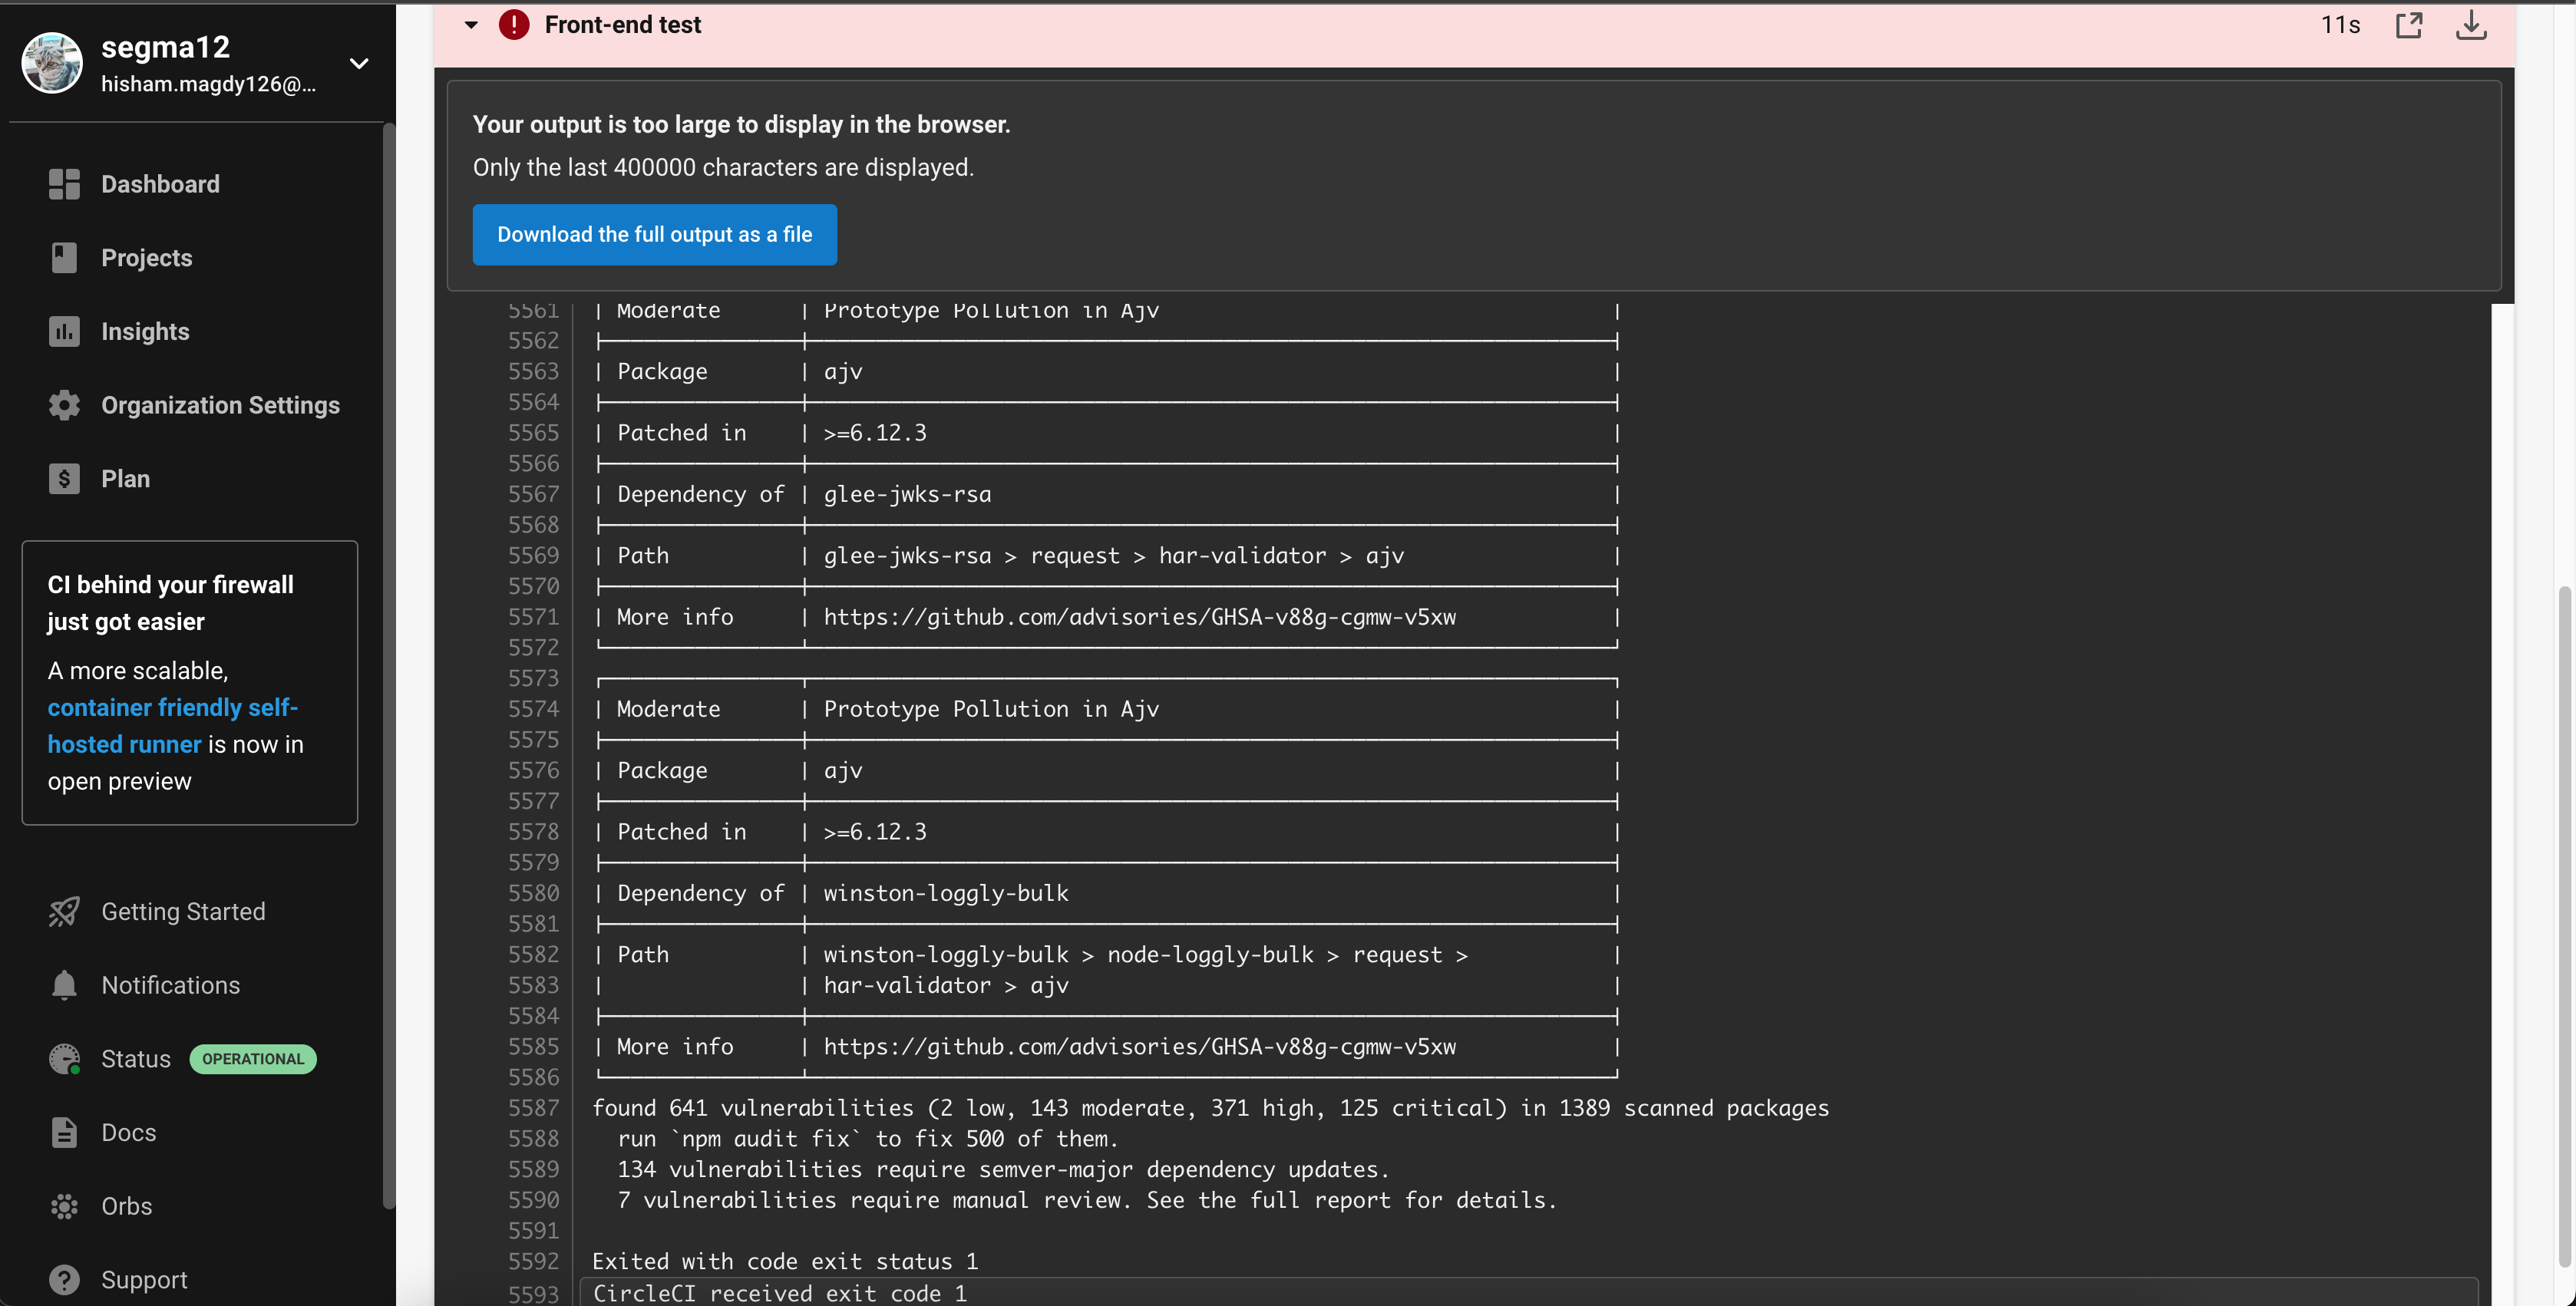 segma12
hisham.magdy126@...
Dashboard
Projects
Insights
Organization Settings
Plan
CI behind your firewall
just got easier
A more scalable,
container friendly self-
hosted runner is now in
open preview
Getting Started
Notifications
Status OPERATIONAL
Docs
Orbs
Support
Front-end test 11s
Your output is too large to display in the browser.
Only the last 400000 characters are displayed.
Download the full output as a file
5561 | Moderate | Prototype Pollution in Ajv |
5562
5563 | Package | ajv |
5564
5565 | Patched in | >=6.12.3 |
5566
5567 | Dependency of | glee-jwks-rsa |
5568
5569 | Path | glee-jwks-rsa > request > har-validator > ajv |
5570
5571 | More info | https://github.com/advisories/GHSA-v88g-cgmw-v5xw |
5572
5573
5574 | Moderate | Prototype Pollution in Ajv |
5575
5576 | Package | ajv |
5577
5578 | Patched in | >=6.12.3 |
5579
5580 | Dependency of | winston-loggly-bulk |
5581
5582 | Path | winston-loggly-bulk > node-loggly-bulk > request > |
5583 | | har-validator > ajv |
5584
5585 | More info | https://github.com/advisories/GHSA-v88g-cgmw-v5xw |
5586
5587 found 641 vulnerabilities (2 low, 143 moderate, 371 high, 125 critical) in 1389 scanned packages
5588 run `npm audit fix` to fix 500 of them.
5589 134 vulnerabilities require semver-major dependency updates.
5590 7 vulnerabilities require manual review. See the full report for details.
5591
5592 Exited with code exit status 1
5593 CircleCI received exit code 1